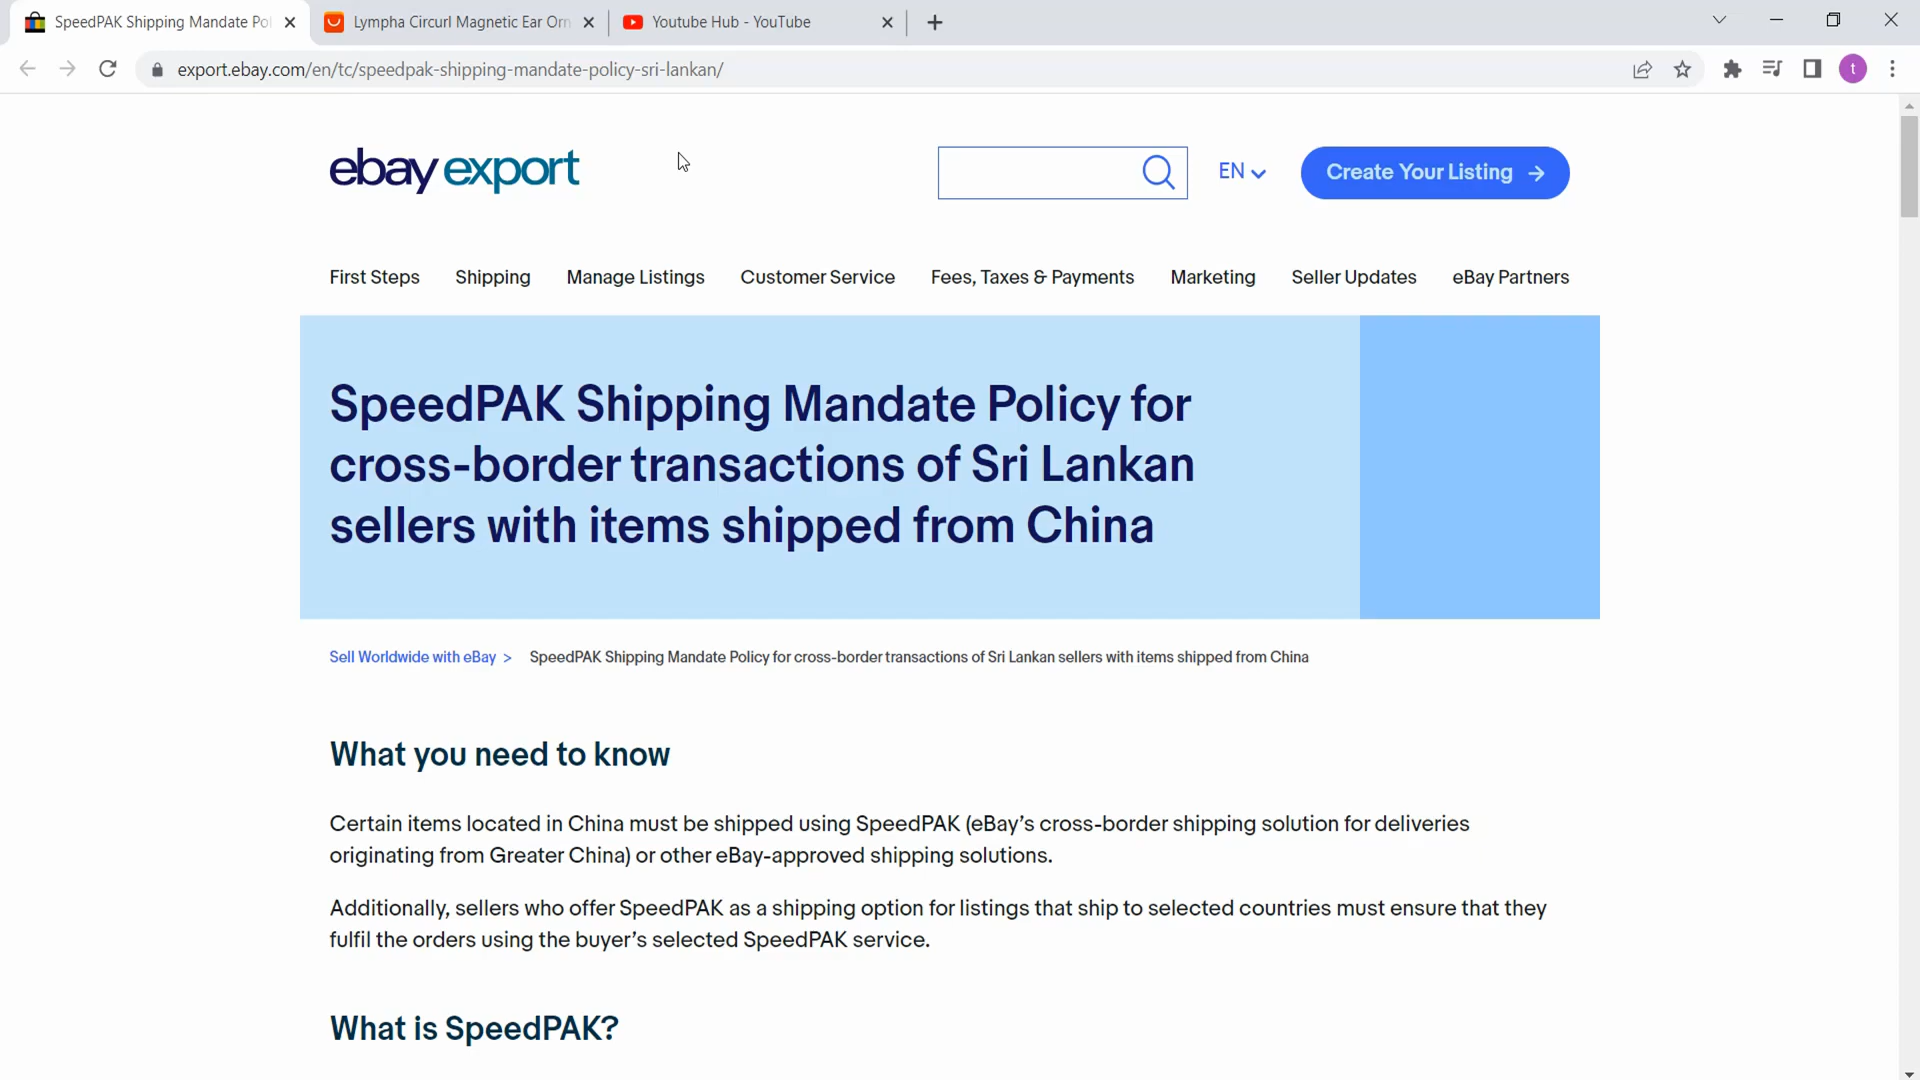 SpeedPAK Shipping Mandate Pol
Lympha Circurl Magnetic Ear Orn
Youtube Hub - YouTube
export.ebay.com/en/tc/speedpak-shipping-mandate-policy-sri-lankan/
t
ebay export
EN
Create Your Listing
First Steps
Shipping
Manage Listings
Customer Service
Fees, Taxes & Payments
Marketing
Seller Updates
eBay Partners
SpeedPAK Shipping Mandate Policy for
cross-border transactions of Sri Lankan
sellers with items shipped from China
Sell Worldwide with eBay > SpeedPAK Shipping Mandate Policy for cross-border transactions of Sri Lankan sellers with items shipped from China
What you need to know
Certain items located in China must be shipped using SpeedPAK (eBay’s cross-border shipping solution for deliveries
originating from Greater China) or other eBay-approved shipping solutions.
Additionally, sellers who offer SpeedPAK as a shipping option for listings that ship to selected countries must ensure that they
fulfil the orders using the buyer’s selected SpeedPAK service.
What is SpeedPAK?